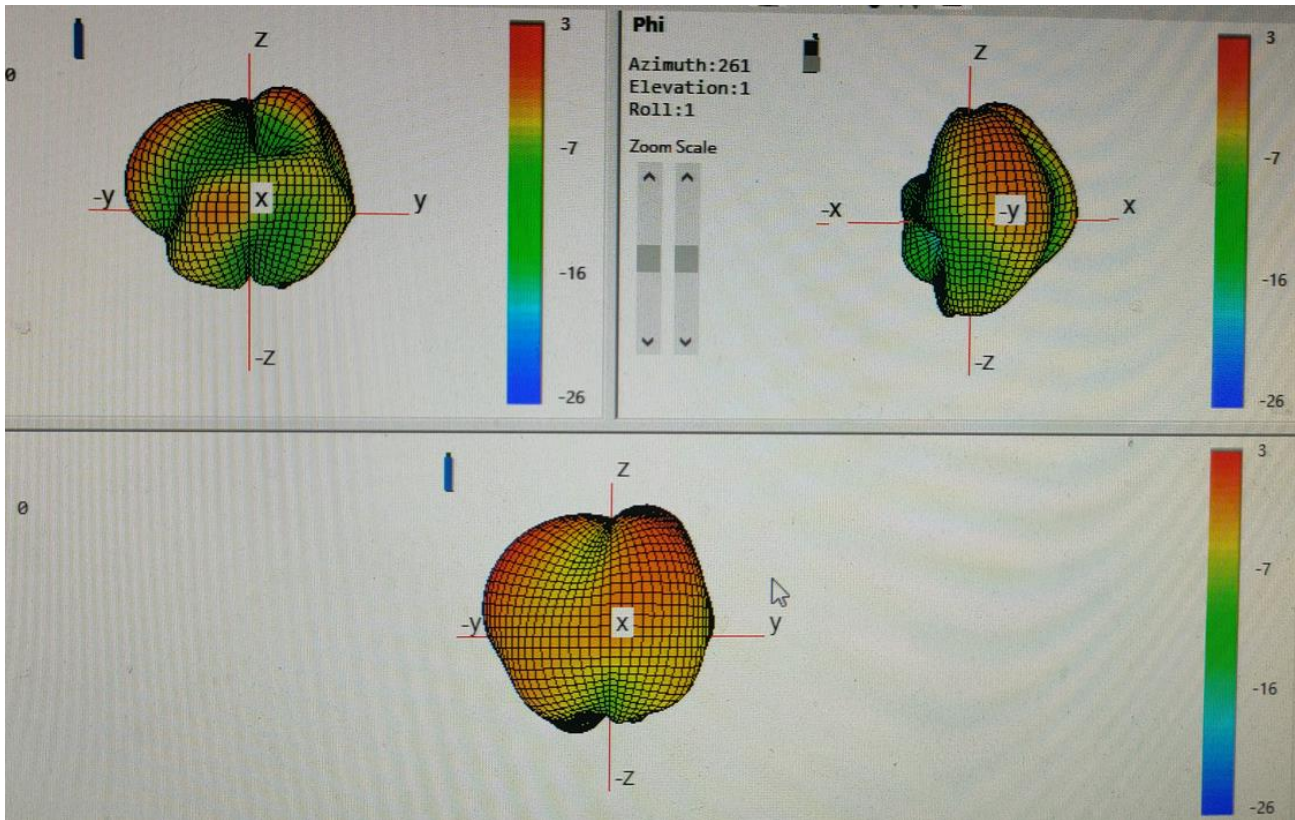 0
z
-y
x
y
-z
3
-7
-16
-26
Phi
Azimuth:261
Elevation:1
Roll:1
Zoom Scale
z
-x
-y
x
-z
3
-7
-16
-26
0
z
-y
x
y
-z
3
-7
-16
-26